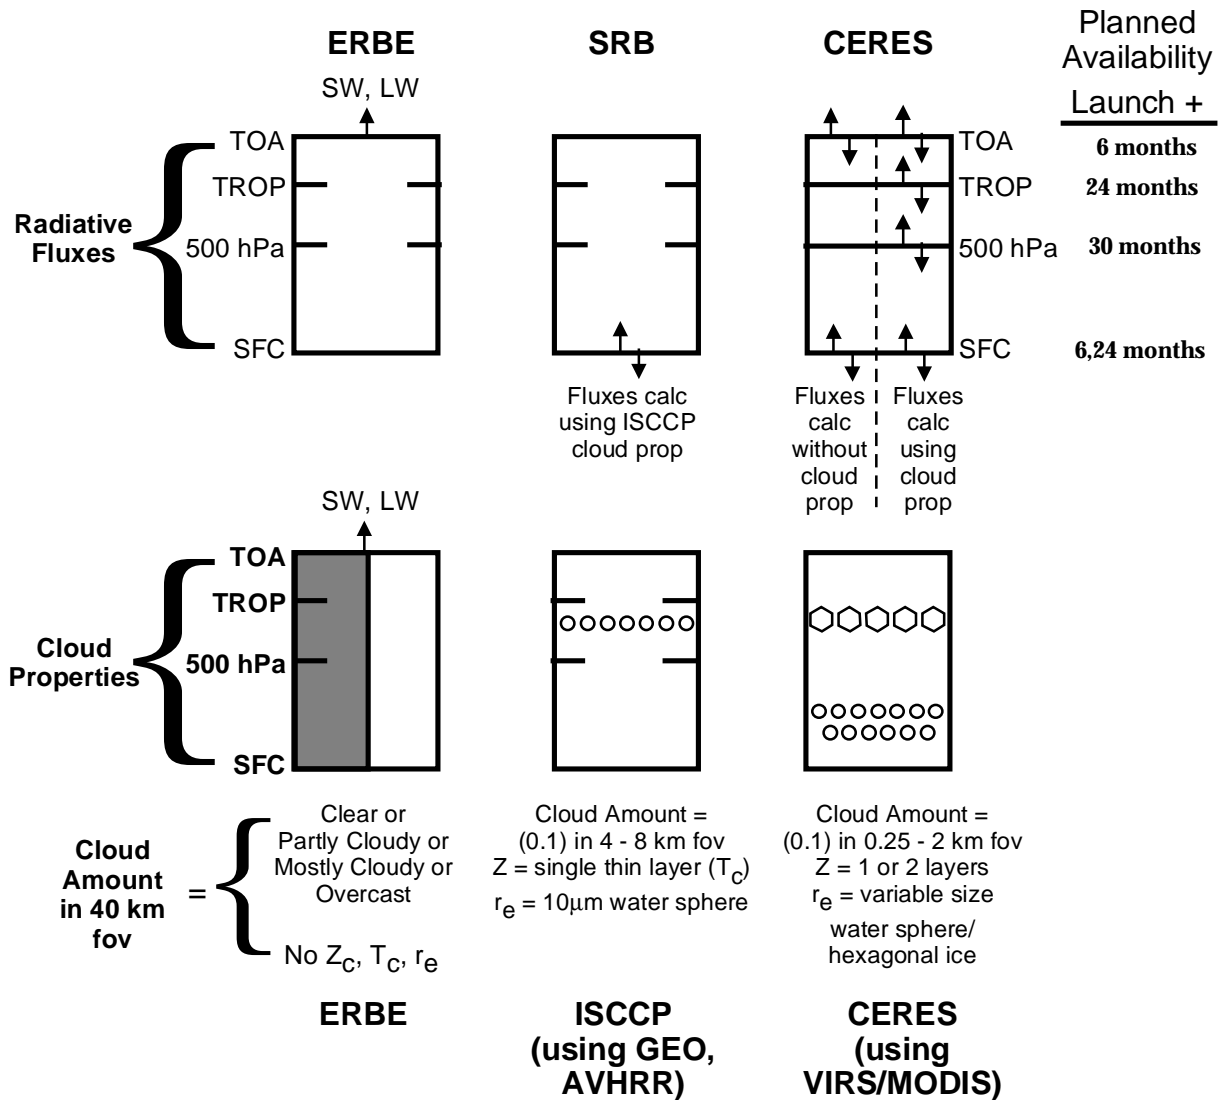 ERBE
SRB
CERES
Planned
Availability
Launch +
SW, LW
TOA
TROP
500 hPa
SFC
Radiative
Fluxes
TOA
TROP
500 hPa
SFC
6 months
24 months
30 months
6,24 months
Fluxes calc
using ISCCP
cloud prop
Fluxes
calc
without
cloud
prop
Fluxes
calc
using
cloud
prop
SW, LW
TOA
TROP
500 hPa
SFC
Cloud
Properties
Cloud
Amount
in 40 km
fov
=
Clear or
Partly Cloudy or
Mostly Cloudy or
Overcast
No Zc, Tc, re
Cloud Amount =
(0.1) in 4 - 8 km fov
Z = single thin layer (Tc)
re = 10μm water sphere
Cloud Amount =
(0.1) in 0.25 - 2 km fov
Z = 1 or 2 layers
re = variable size
water sphere/
hexagonal ice
ERBE
ISCCP
(using GEO,
AVHRR)
CERES
(using
VIRS/MODIS)